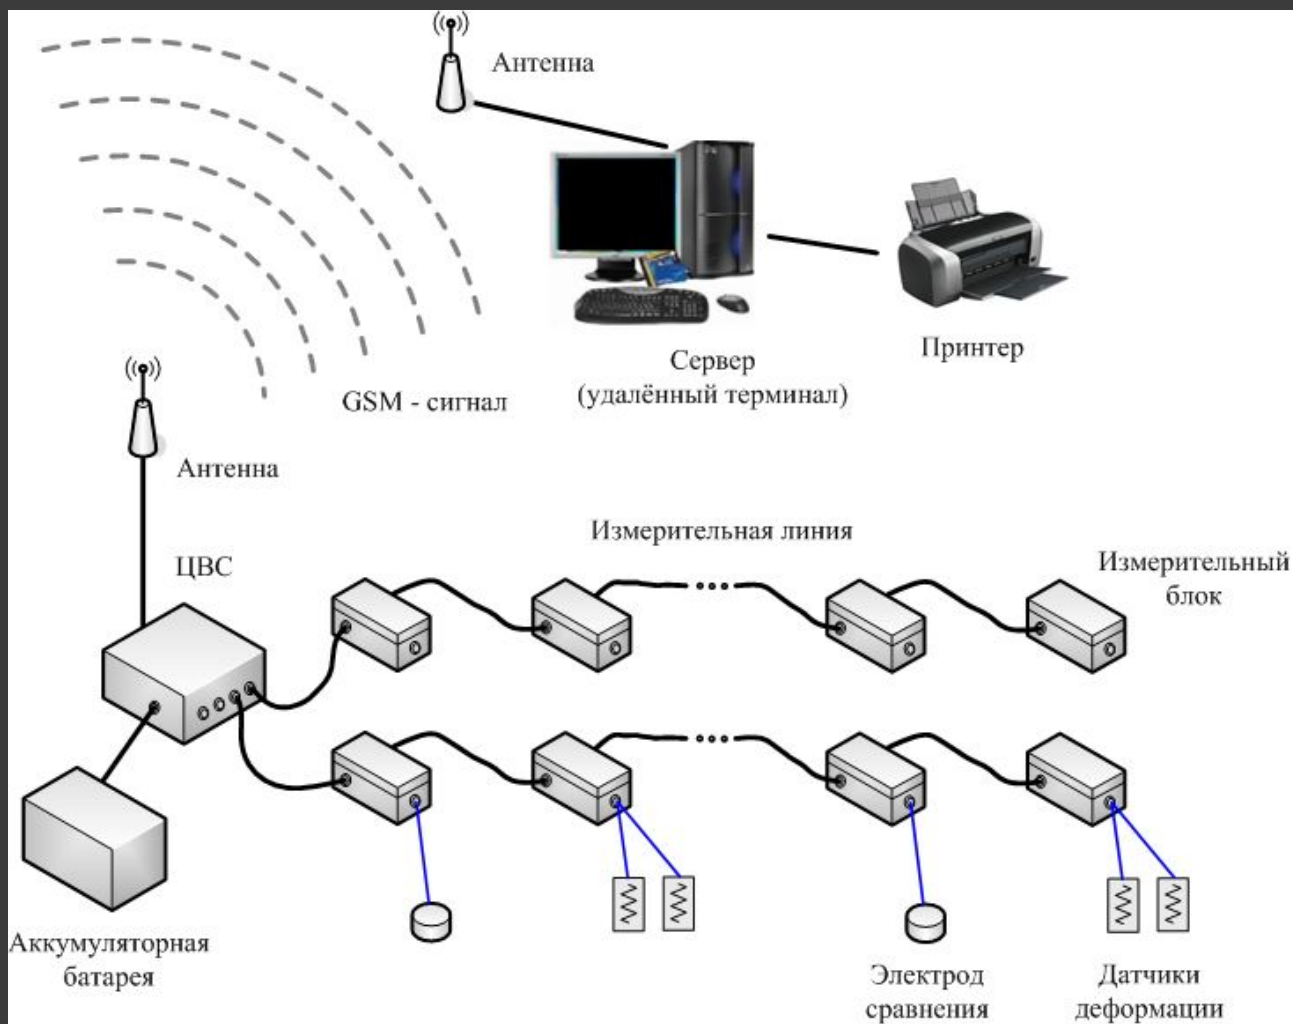 Антенна
Принтер
Сервер
(удалённый терминал)
GSM - сигнал
Антенна
Измерительная линия
ЦВС
Измерительный
блок
Аккумуляторная
батарея
Электрод
сравнения
Датчики
деформации